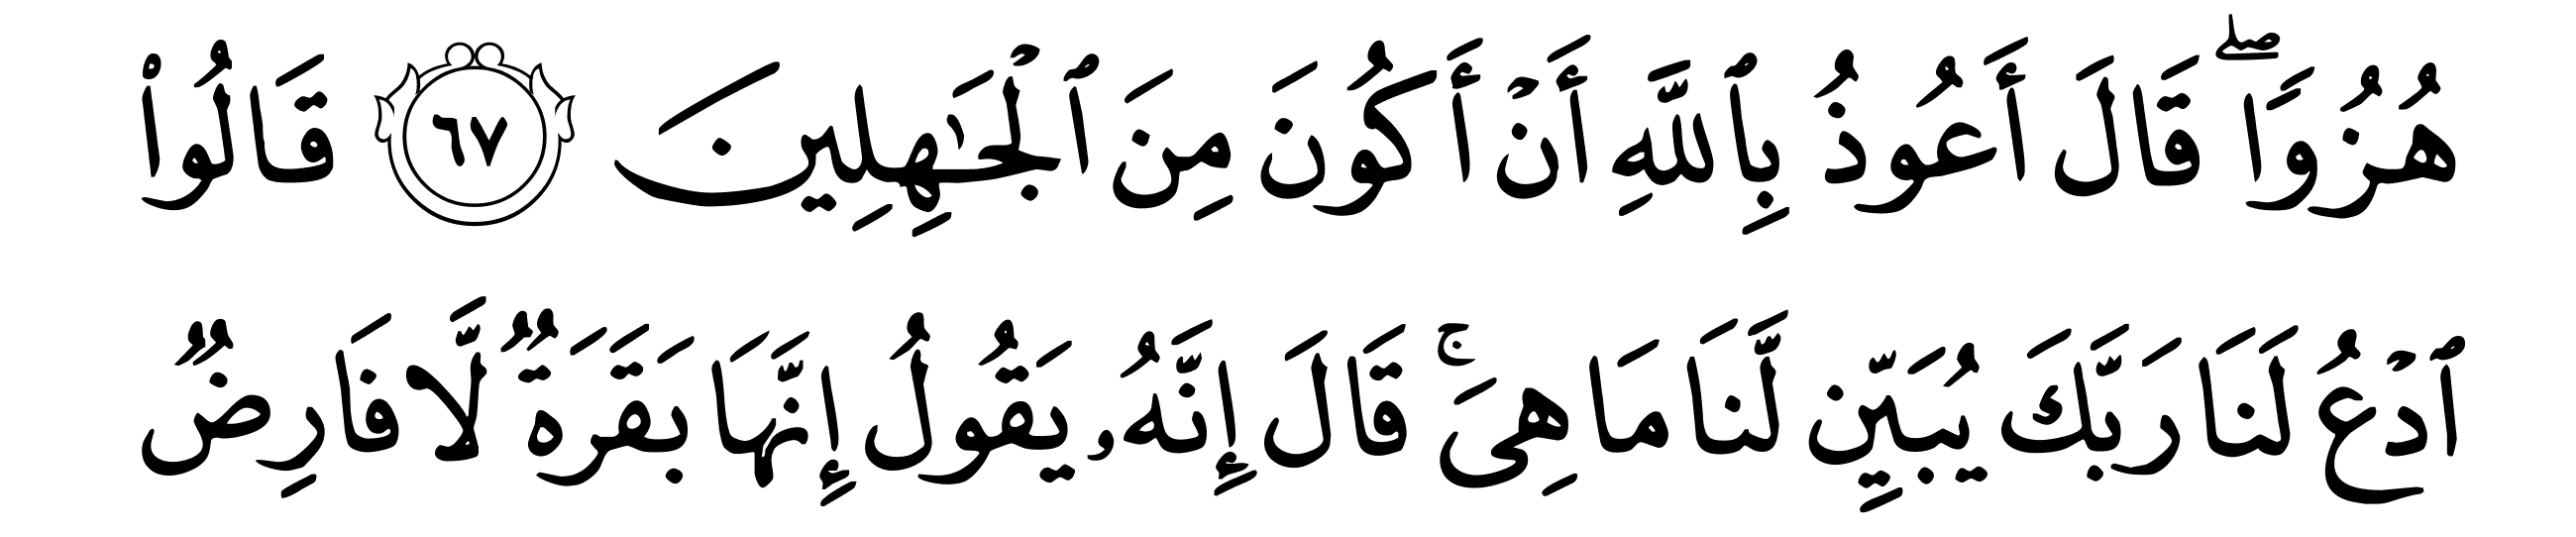 هُزُوٗاۖ قَالَ أَعُوذُ بِٱللَّهِ أَنۡ أَكُونَ مِنَ ٱلۡجَٰهِلِينَ ٦٧ قَالُواْ
ٱدۡعُ لَنَا رَبَّكَ يُبَيِّن لَّنَا مَا هِيَۚ قَالَ إِنَّهُۥ يَقُولُ إِنَّهَا بَقَرَةٞ لَّا فَارِضٞ